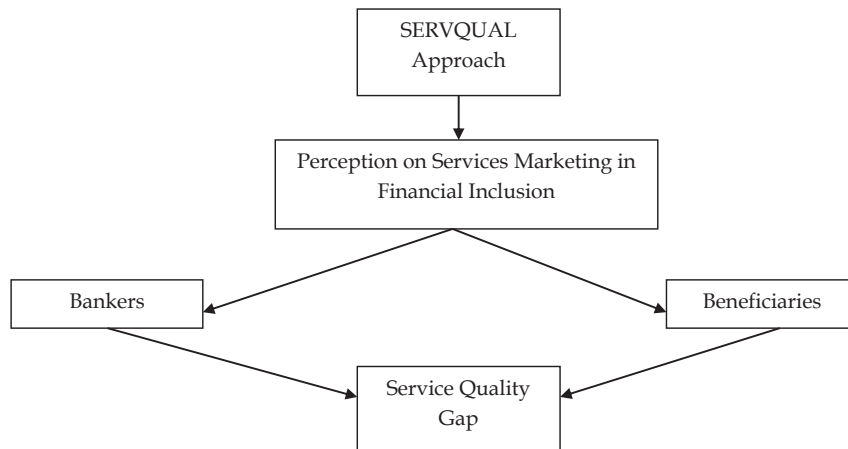 SERVQUAL
Approach
Perception on Services Marketing in
Financial Inclusion
Bankers
Beneficiaries
Service Quality
Gap